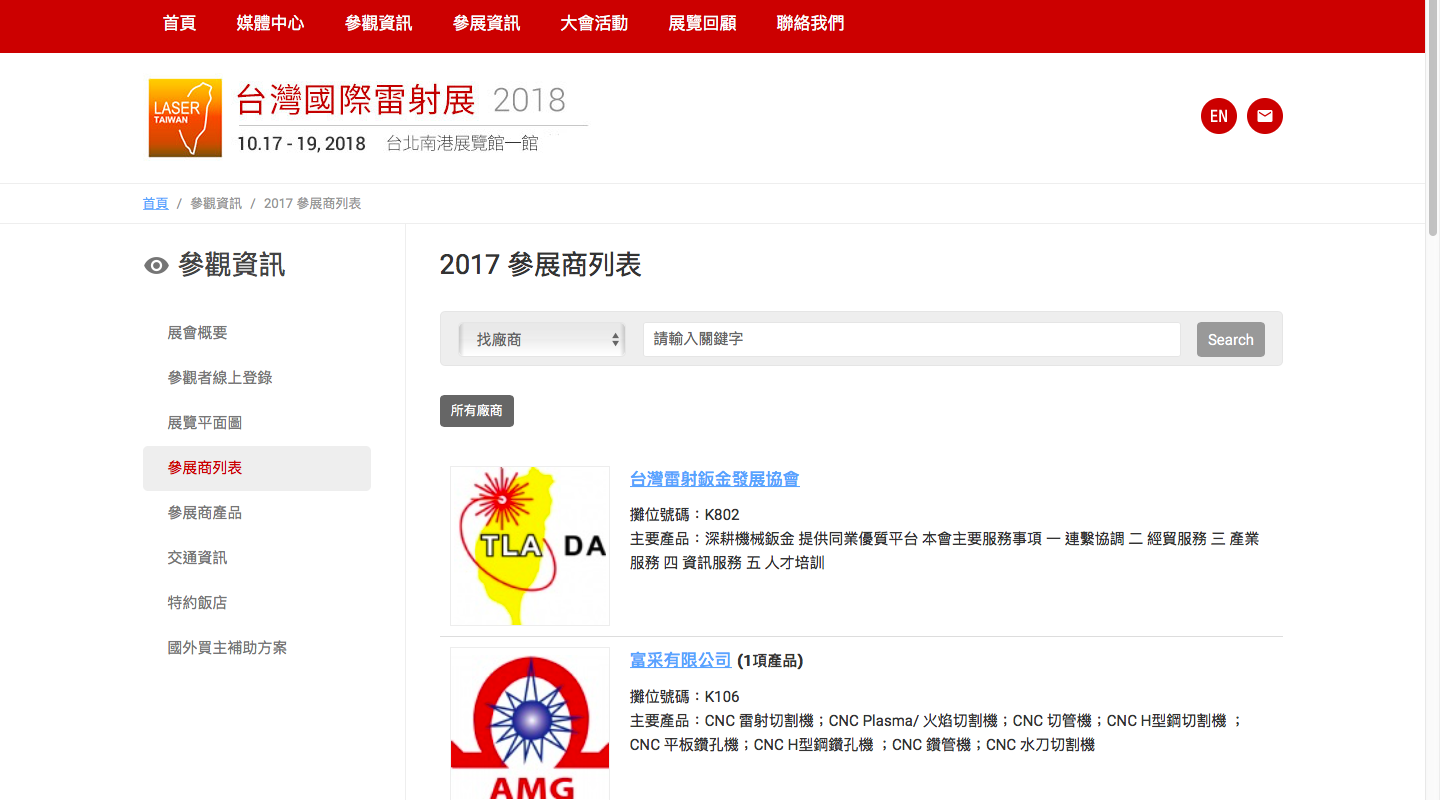 首頁 媒體中心 參觀資訊 參展資訊 大會活動 展覽回顧 聯絡我們
LASER
TAIWAN
台灣國際雷射展 2018
10.17 - 19, 2018 台北南港展覽館一館
EN
首頁 / 參觀資訊 / 2017 參展商列表
參觀資訊
展會概要
參觀者線上登錄
展覽平面圖
參展商列表
參展商產品
交通資訊
特約飯店
國外買主補助方案
2017 參展商列表
找廠商 請輸入關鍵字 Search
所有廠商
TLA DA
台灣雷射鈑金發展協會
攤位號碼：K802
主要產品：深耕機械鈑金 提供同業優質平台 本會主要服務事項 一 連繫協調 二 經貿服務 三 產業
服務 四 資訊服務 五 人才培訓
AMG
富采有限公司 (1項產品)
攤位號碼：K106
主要產品：CNC 雷射切割機；CNC Plasma/ 火焰切割機；CNC 切管機；CNC H型鋼切割機 ；
CNC 平板鑽孔機；CNC H型鋼鑽孔機 ；CNC 鑽管機；CNC 水刀切割機